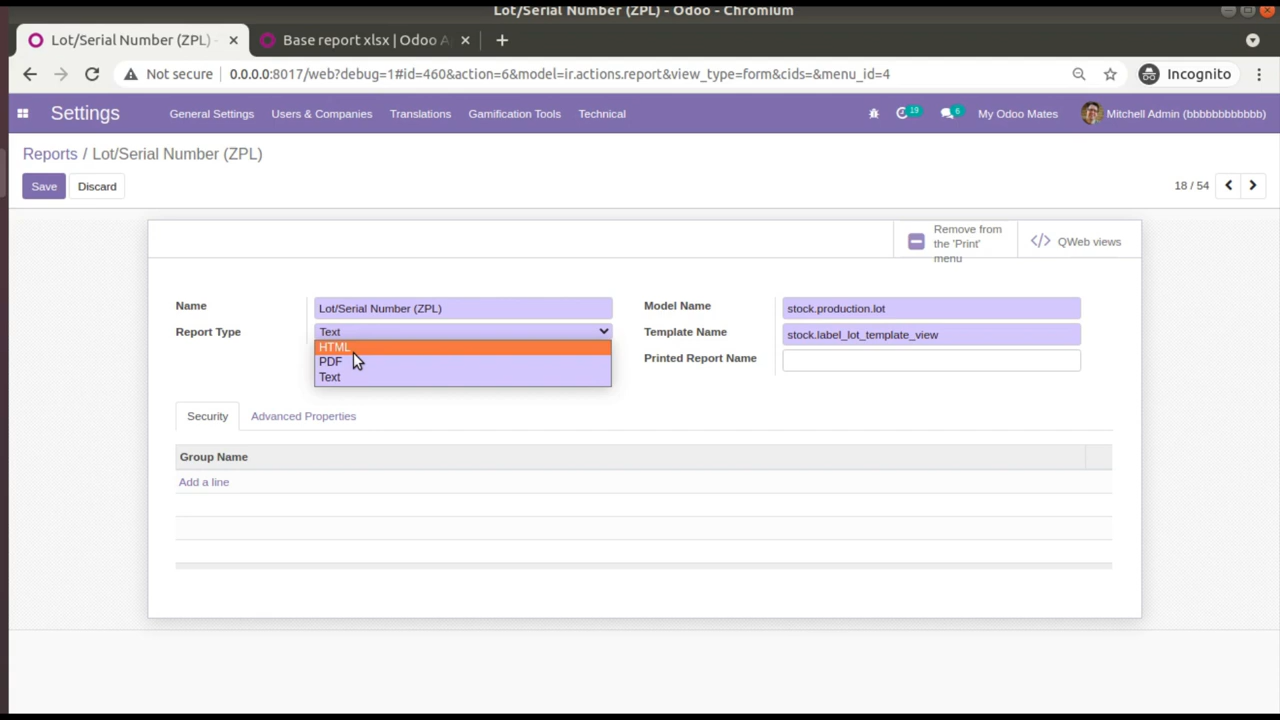 Lot/Serial Number (ZPL) - Odoo - Chromium
Lot/Serial Number (ZPL) -
Base report xlsx | Odoo A
Not secure 0.0.0.0:8017/web?debug=1#id=460&action=6&model=ir.actions.report&view_type=form&cids=&menu_id=4
Incognito
Settings
General Settings
Users & Companies
Translations
Gamification Tools
Technical
19
6
My Odoo Mates
Mitchell Admin (bbbbbbbbbbbb)
Reports / Lot/Serial Number (ZPL)
Save
Discard
18 / 54
Remove from
the 'Print'
menu
QWeb views
Name
Lot/Serial Number (ZPL)
Model Name
stock.production.lot
Report Type
Text
Template Name
stock.label_lot_template_view
HTML
PDF
Text
Printed Report Name
Security
Advanced Properties
Group Name
Add a line